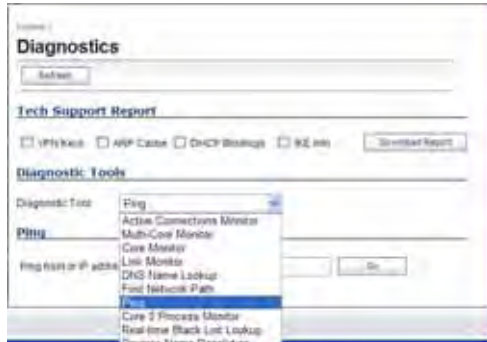 Diagnostics
Refresh
Tech Support Report
VPN Keys ARP Cache DHCP Bindings IKE Info Download Report
Diagnostic Tools
Diagnostic Tool: Ping
Active Connections Monitor
Multi-Core Monitor
Core Monitor
Link Monitor
DNS Name Lookup
Find Network Path
Ping
Core 0 Process Monitor
Real-time Black List Lookup
Ping
Ping host or IP addre
Go